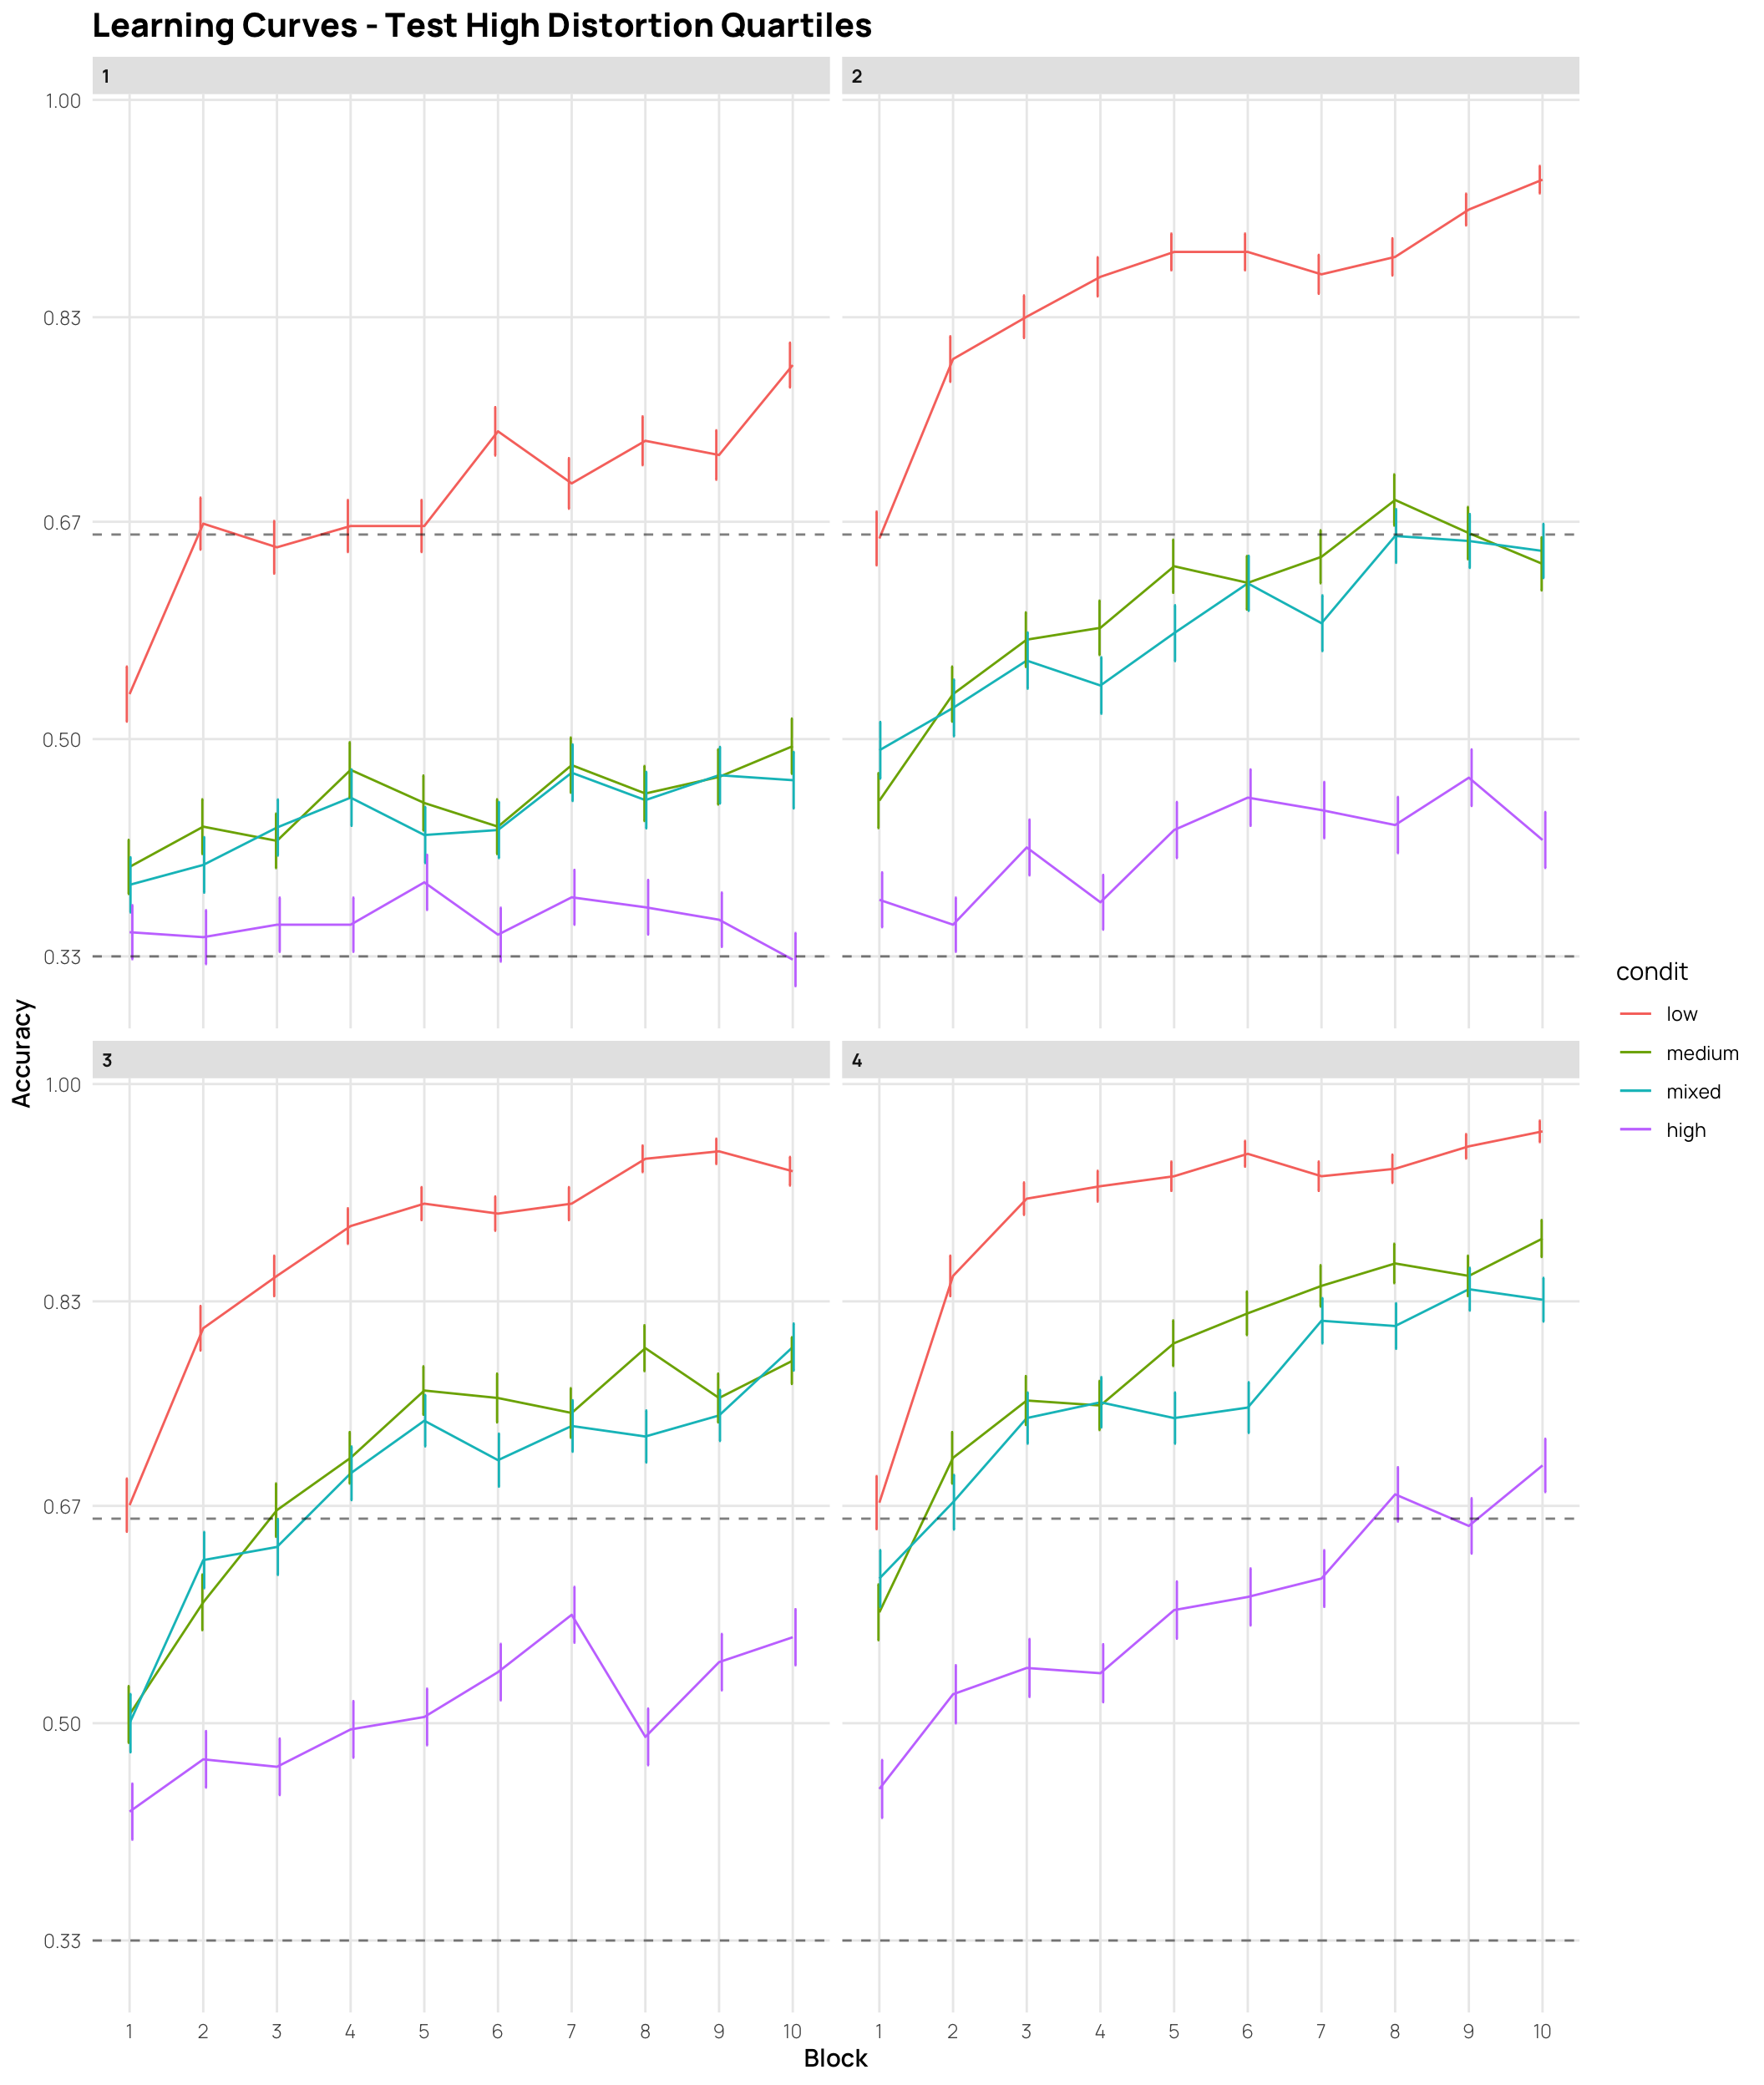 Learning Curves - Test High Distortion Quartiles
1
2
1.00
0.83
0.67
0.50
0.33
3
4
1.00
0.83
0.67
0.50
0.33
1 2 3 4 5 6 7 8 9 10
1 2 3 4 5 6 7 8 9 10
Block
Accuracy
condit
low
medium
mixed
high